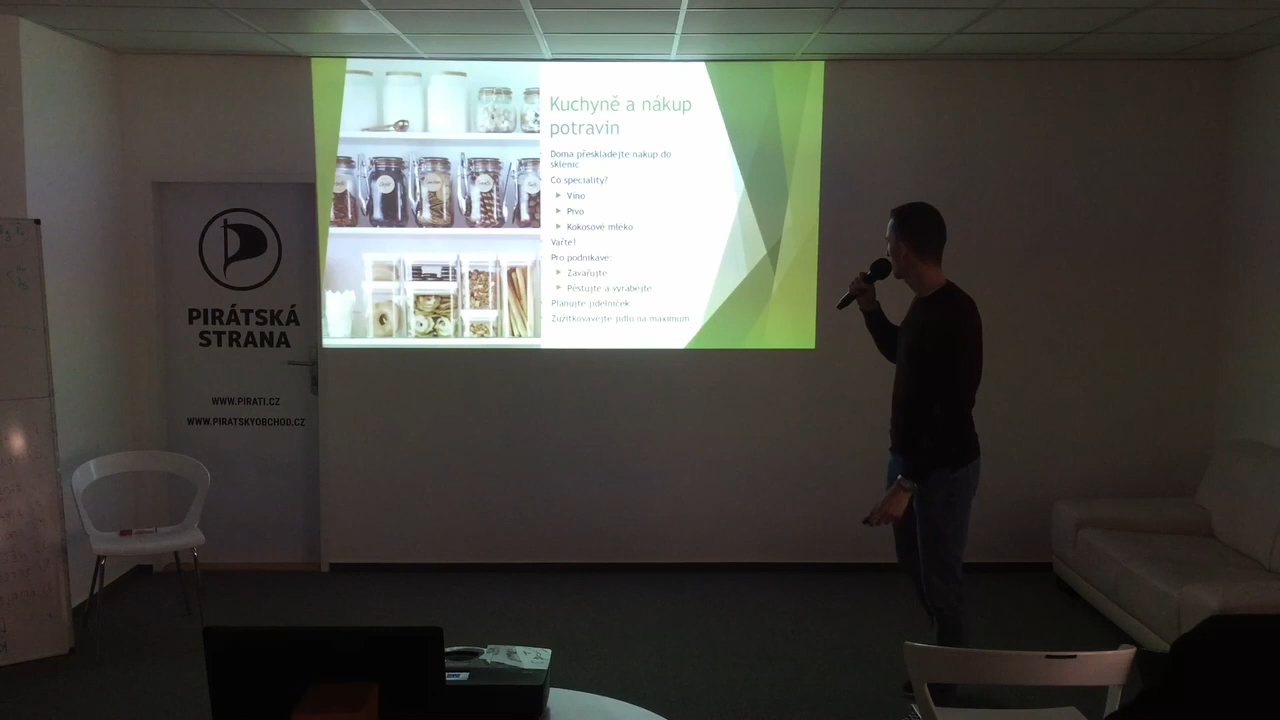 Kuchyně a nákup
potravin
Doma přeskládejte nákup do
sklenic
Co speciality?
Víno
Pivo
Kokosové mléko
Vařte!
Pro podnikavé:
Zavařujte
Pěstujte a vyrábějte
Plánujte jídelníček
Zužitkovávejte jídlo na maximum
PIRÁTSKÁ
STRANA
WWW.PIRATI.CZ
WWW.PIRATSKYOBCHOD.CZ